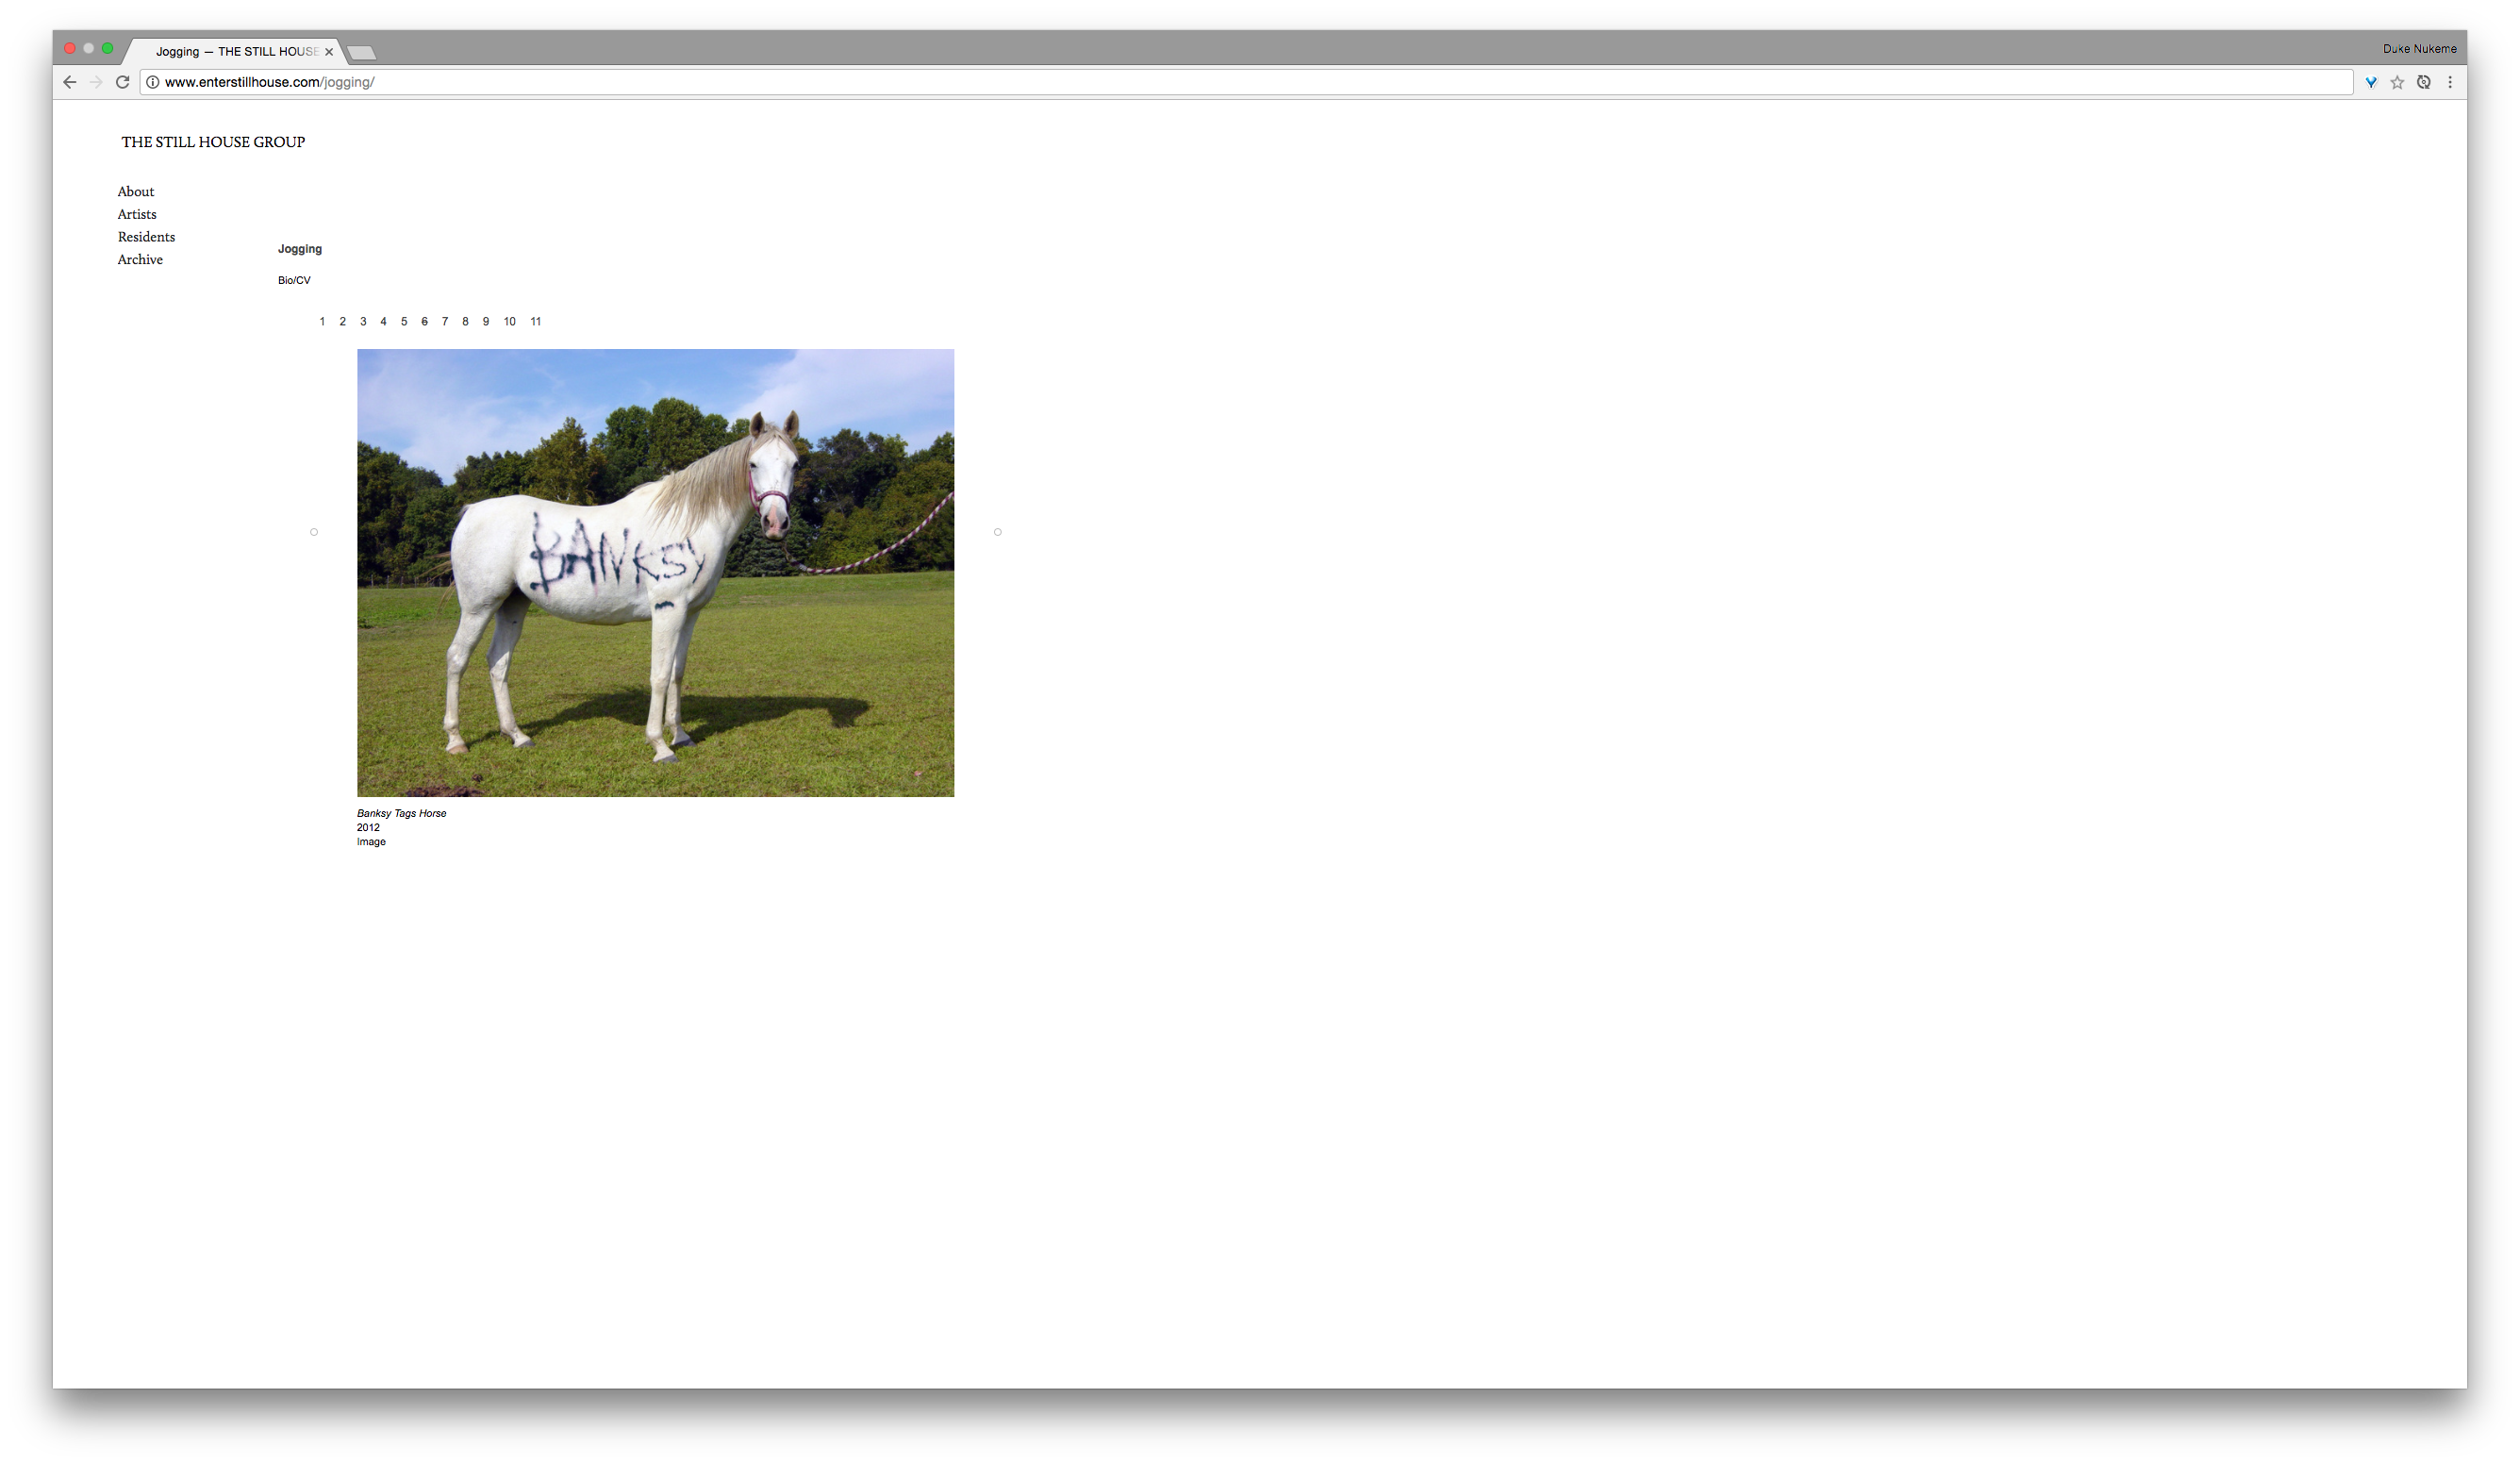 Jogging — THE STILL HOUSE
Duke Nukeme
www.enterstillhouse.com/jogging/
THE STILL HOUSE GROUP
About
Artists
Residents
Archive
Jogging
Bio/CV
1 2 3 4 5 6 7 8 9 10 11
BANKSY
Banksy Tags Horse
2012
Image